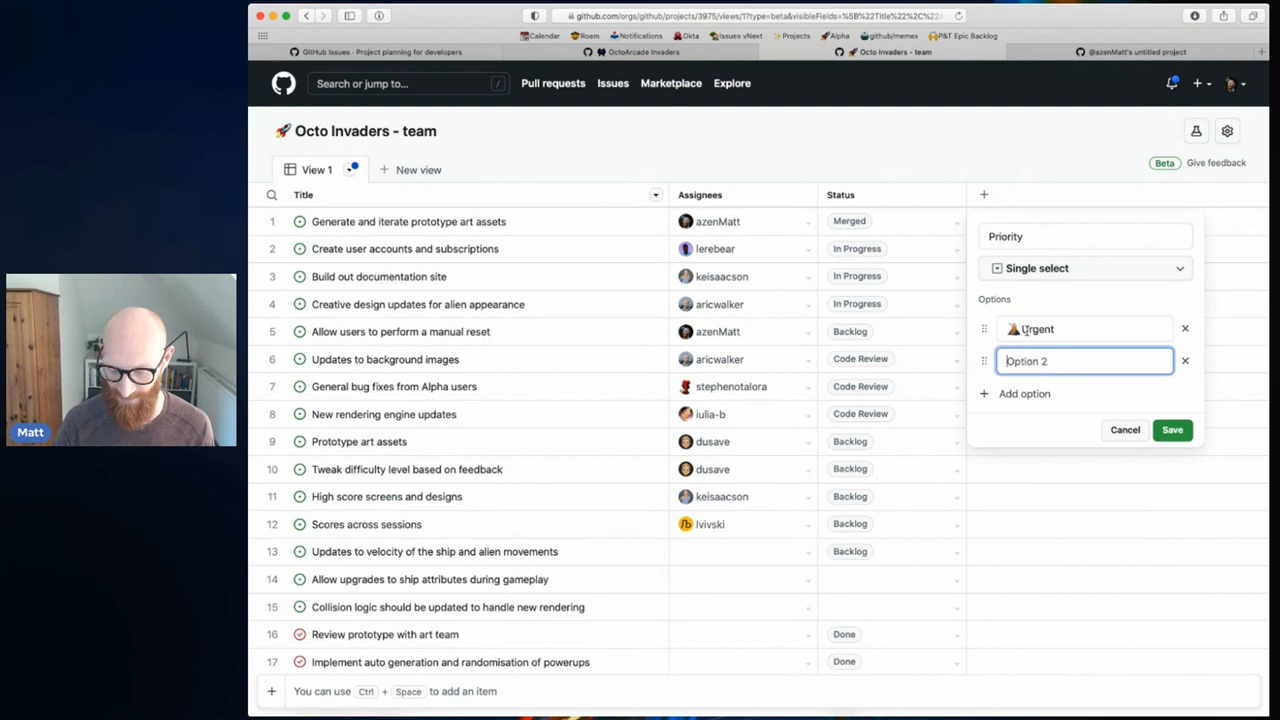 github.com/orgs/github/projects/3975/views/1?type=beta&visibleFields=%5B%22Title%22%2C%22A
Calendar Roam Notifications Okta Issues vNext Projects Alpha github/memex P&T Epic Backlog
GitHub Issues - Project planning for developers OctoArcade Invaders 🚀 Octo Invaders - team @azenMatt's untitled project
Search or jump to... / Pull requests Issues Marketplace Explore
🚀 Octo Invaders - team
View 1 New view Beta Give feedback
Title Assignees Status
1 Generate and iterate prototype art assets azenMatt Merged
2 Create user accounts and subscriptions lerebear In Progress
3 Build out documentation site keisaacson In Progress
4 Creative design updates for alien appearance aricwalker In Progress
5 Allow users to perform a manual reset azenMatt Backlog
6 Updates to background images aricwalker Code Review
7 General bug fixes from Alpha users stephenotalora Code Review
8 New rendering engine updates iulia-b Code Review
9 Prototype art assets dusave Backlog
10 Tweak difficulty level based on feedback dusave Backlog
11 High score screens and designs keisaacson Backlog
12 Scores across sessions lvivski Backlog
13 Updates to velocity of the ship and alien movements Backlog
14 Allow upgrades to ship attributes during gameplay
15 Collision logic should be updated to handle new rendering
16 Review prototype with art team Done
17 Implement auto generation and randomisation of powerups Done
You can use Ctrl + Space to add an item
Priority
Single select
Options
🌋 Urgent
Option 2
Add option
Cancel Save
Matt